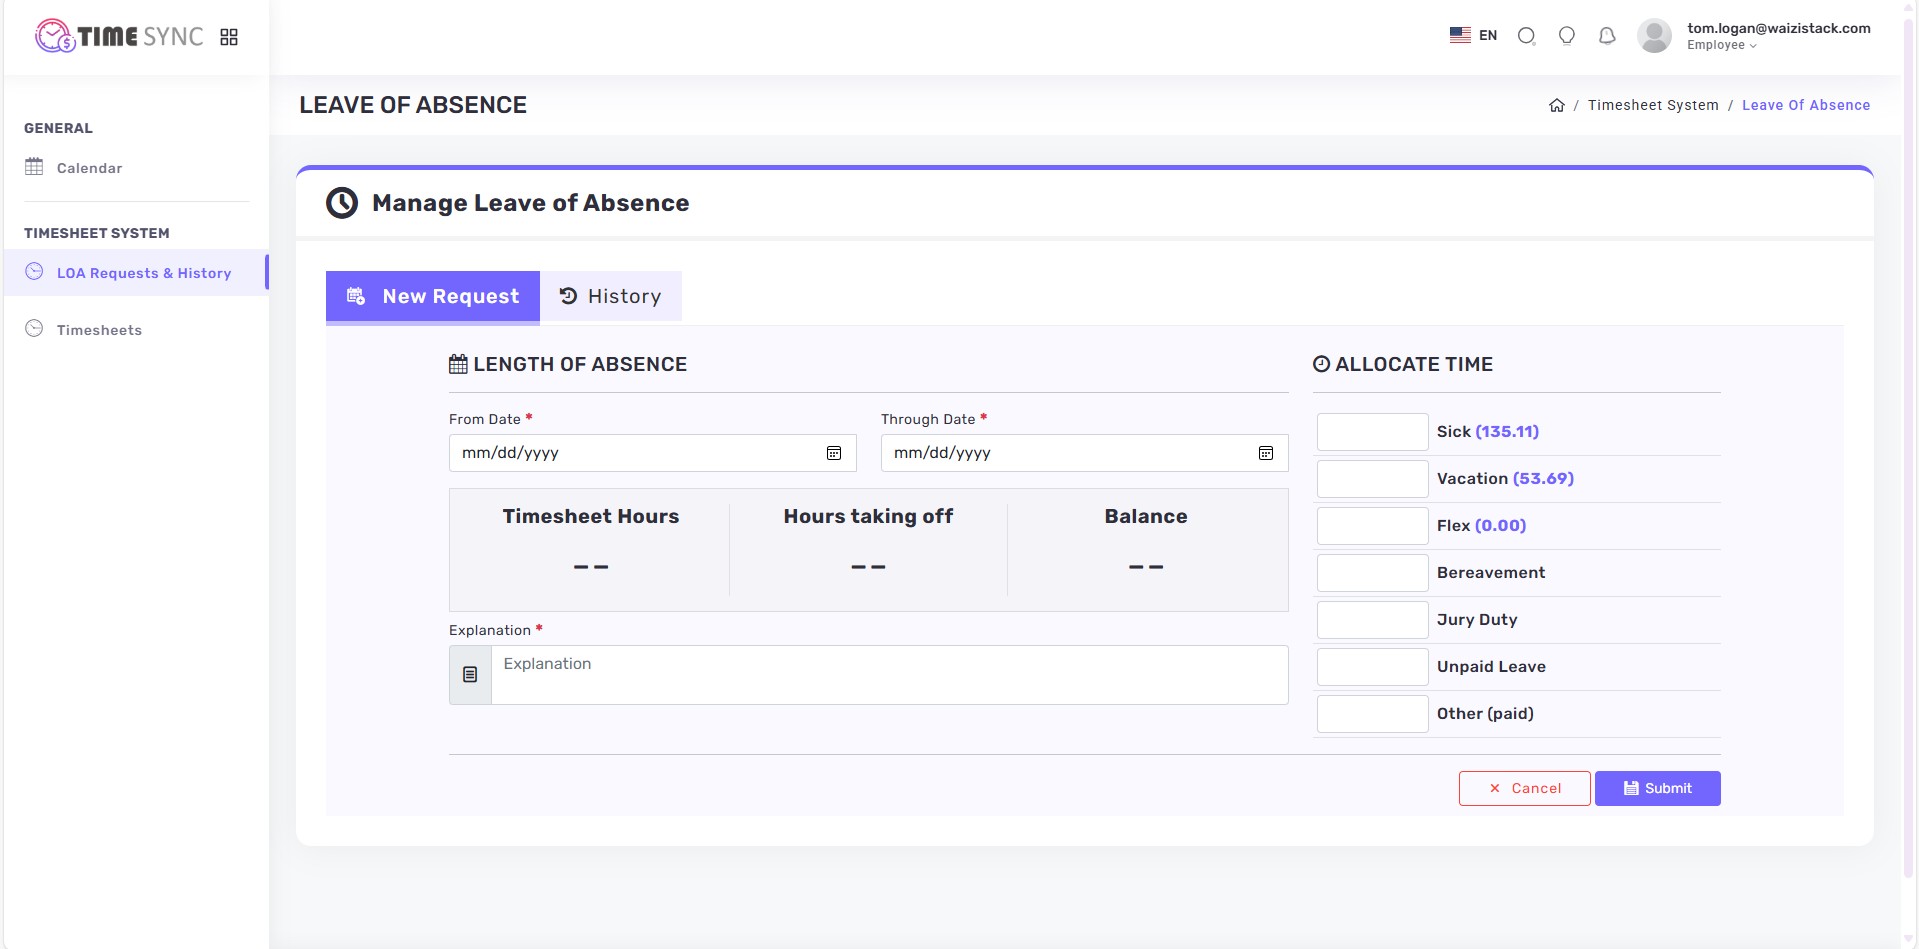 TIME SYNC
EN
tom.logan@waizistack.com
Employee
LEAVE OF ABSENCE
/ Timesheet System / Leave Of Absence
GENERAL
Calendar
TIMESHEET SYSTEM
LOA Requests & History
Timesheets
Manage Leave of Absence
New Request
History
LENGTH OF ABSENCE
From Date *
mm/dd/yyyy
Through Date *
mm/dd/yyyy
Timesheet Hours
--
Hours taking off
--
Balance
--
Explanation *
Explanation
ALLOCATE TIME
Sick (135.11)
Vacation (53.69)
Flex (0.00)
Bereavement
Jury Duty
Unpaid Leave
Other (paid)
Cancel
Submit